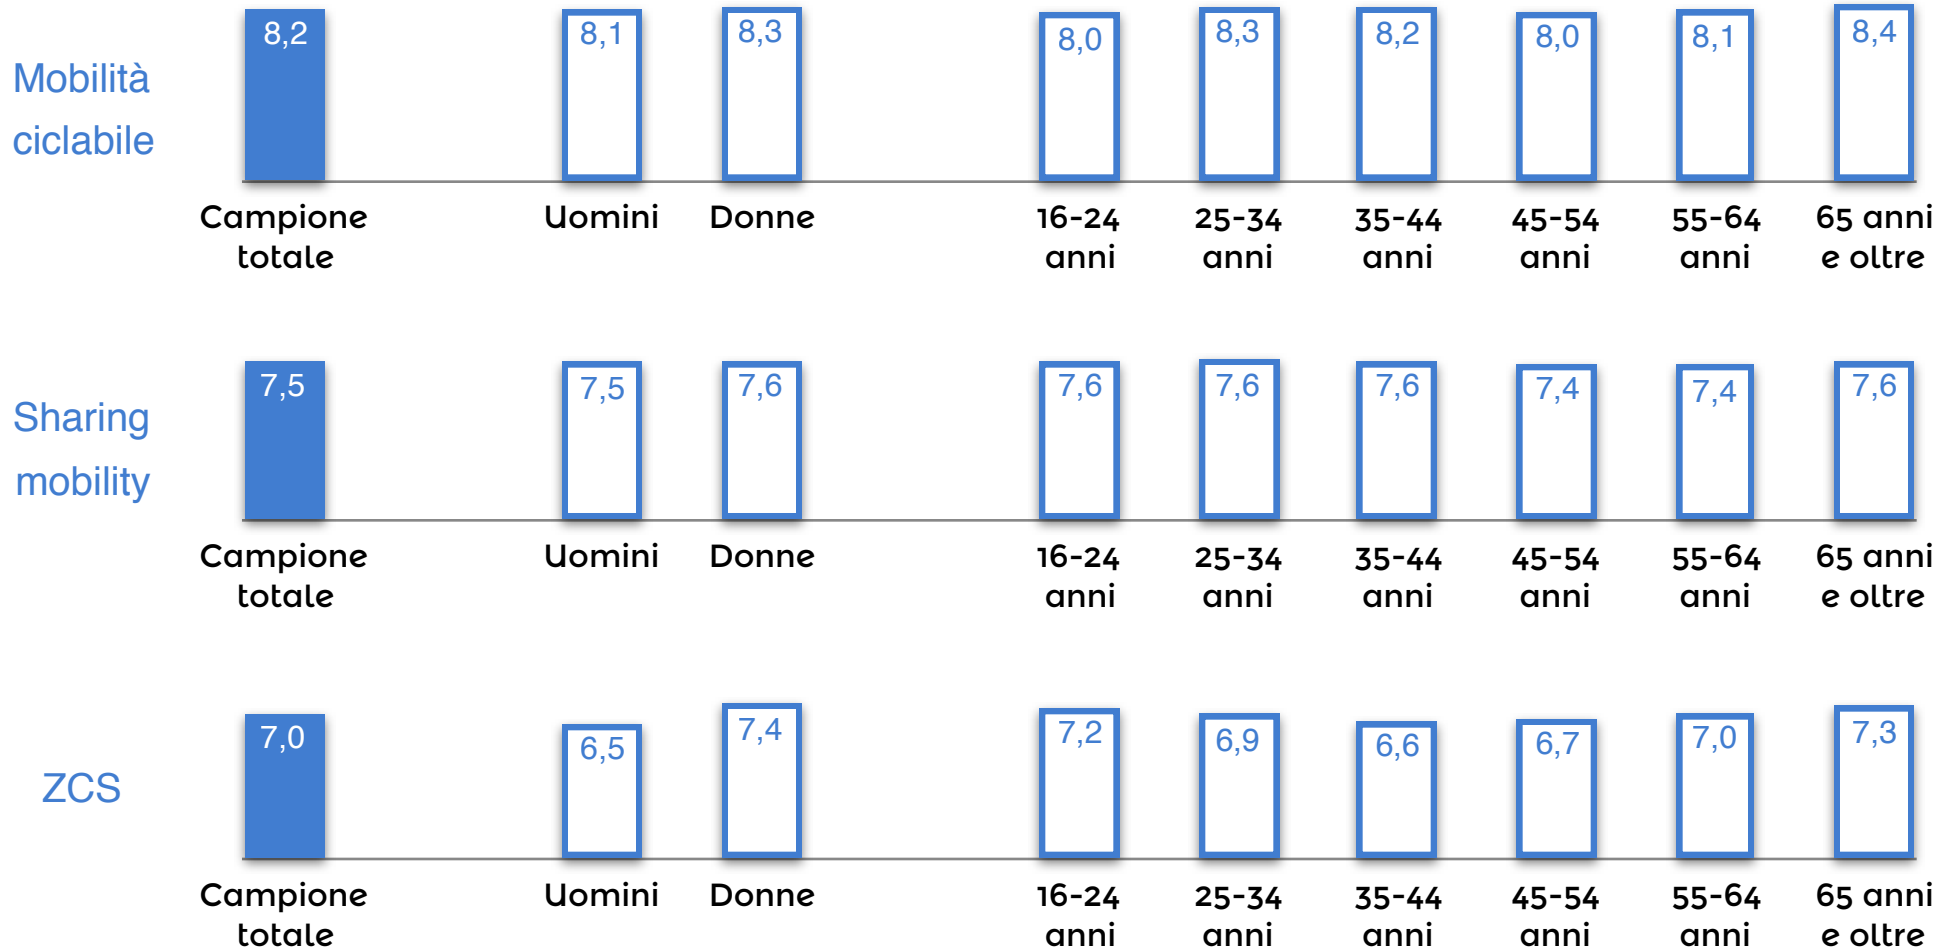 8,2 8,1 8,3 8,0 8,3 8,2 8,0 8,1 8,4
Mobilità
ciclabile
Campione Uomini Donne 16-24 25-34 35-44 45-54 55-64 65 anni
totale anni anni anni anni anni e oltre
7,5 7,5 7,6 7,6 7,6 7,6 7,4 7,4 7,6
Sharing
mobility
Campione Uomini Donne 16-24 25-34 35-44 45-54 55-64 65 anni
totale anni anni anni anni anni e oltre
7,0 6,5 7,4 7,2 6,9 6,6 6,7 7,0 7,3
ZCS
Campione Uomini Donne 16-24 25-34 35-44 45-54 55-64 65 anni
totale anni anni anni anni anni e oltre